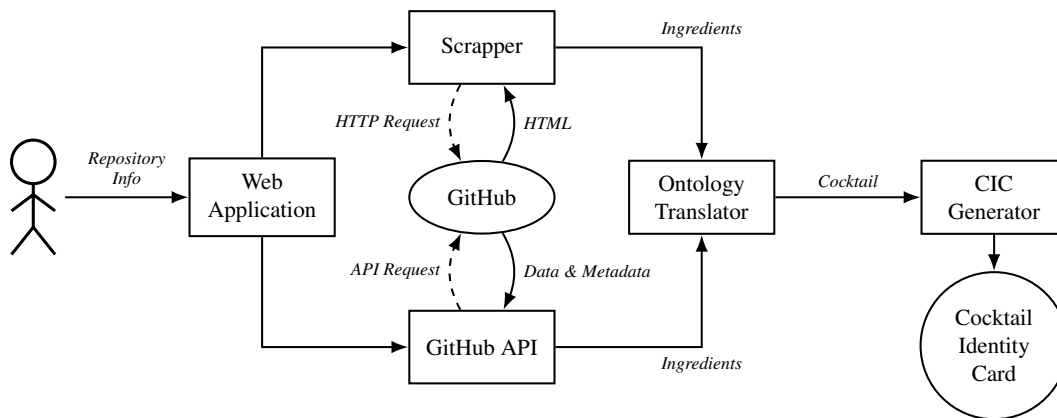 Ingredients
Scrapper
HTTP Request
HTML
Repository
Info
Web
Application
GitHub
Ontology
Translator
Cocktail
CIC
Generator
API Request
Data & Metadata
GitHub API
Ingredients
Cocktail
Identity
Card